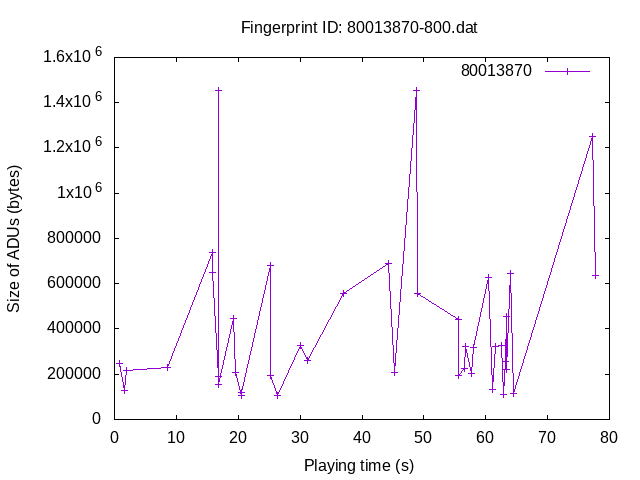 Fingerprint ID: 80013870-800.dat
80013870
Size of ADUs (bytes)
1.6x10^6
1.4x10^6
1.2x10^6
1x10^6
800000
600000
400000
200000
0
0 10 20 30 40 50 60 70 80
Playing time (s)